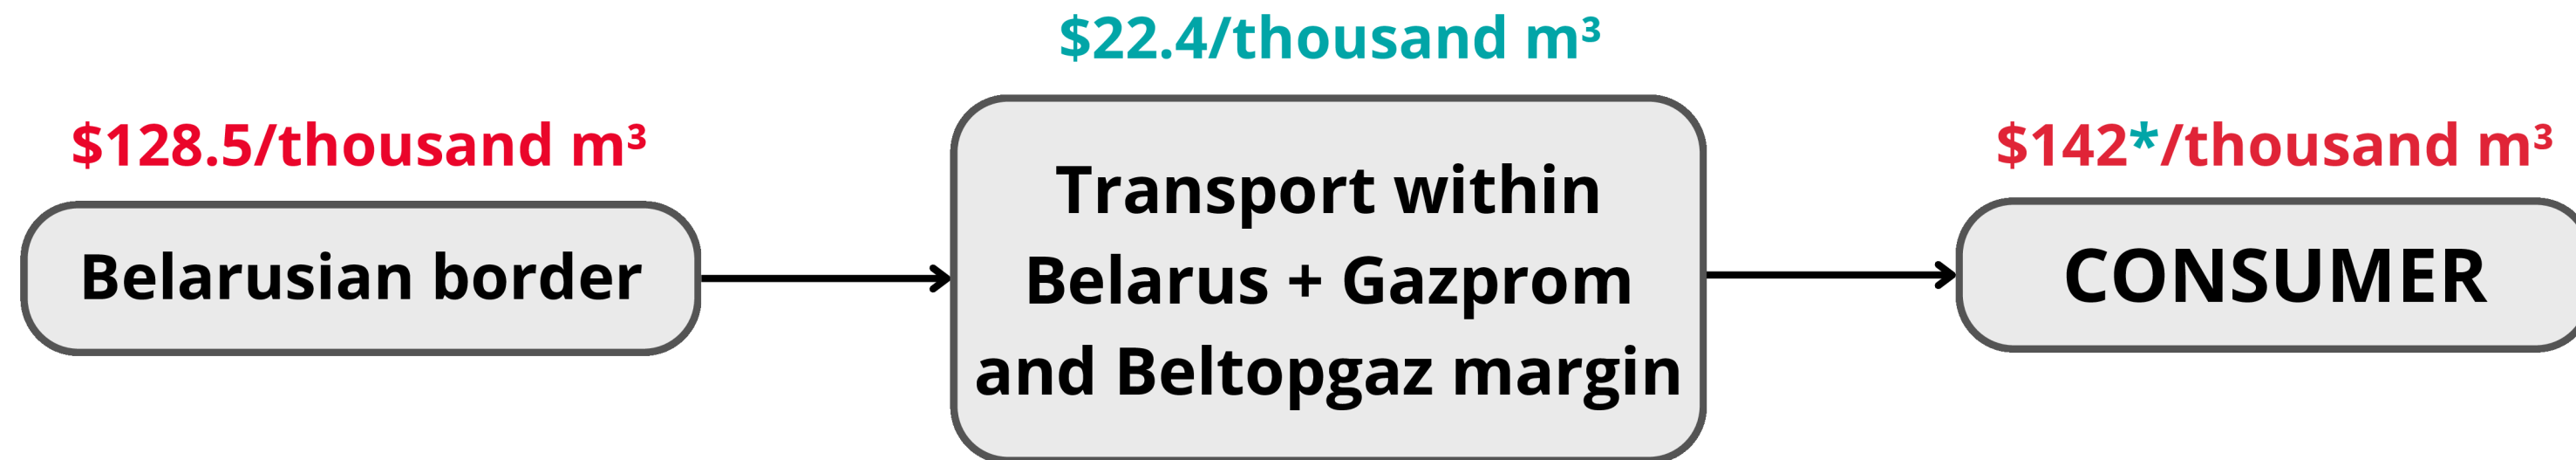 $128.5/thousand m³
Belarusian border
$22.4/thousand m³
Transport within
Belarus + Gazprom
and Beltopgaz margin
$142*/thousand m³
CONSUMER